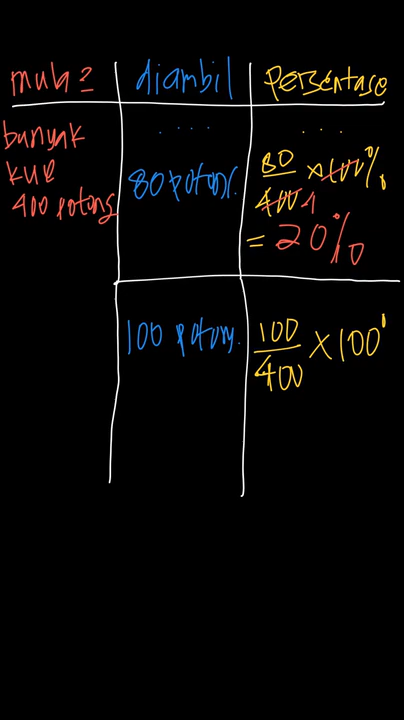 mula2 diambil persentase
banyak .... ...
kue 80 potong. 80/400 × 100%
400 potong
= 20%
100 potong. 100/400 × 100